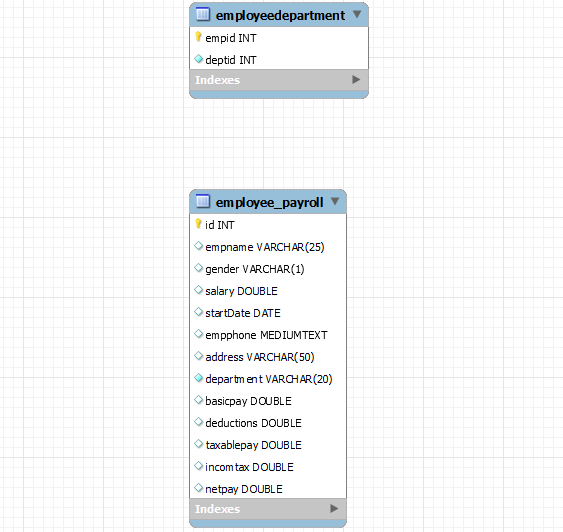 employeedepartment
empid INT
deptid INT
Indexes
employee_payroll
id INT
empname VARCHAR(25)
gender VARCHAR(1)
salary DOUBLE
startDate DATE
empphone MEDIUMTEXT
address VARCHAR(50)
department VARCHAR(20)
basicpay DOUBLE
deductions DOUBLE
taxablepay DOUBLE
incomtax DOUBLE
netpay DOUBLE
Indexes